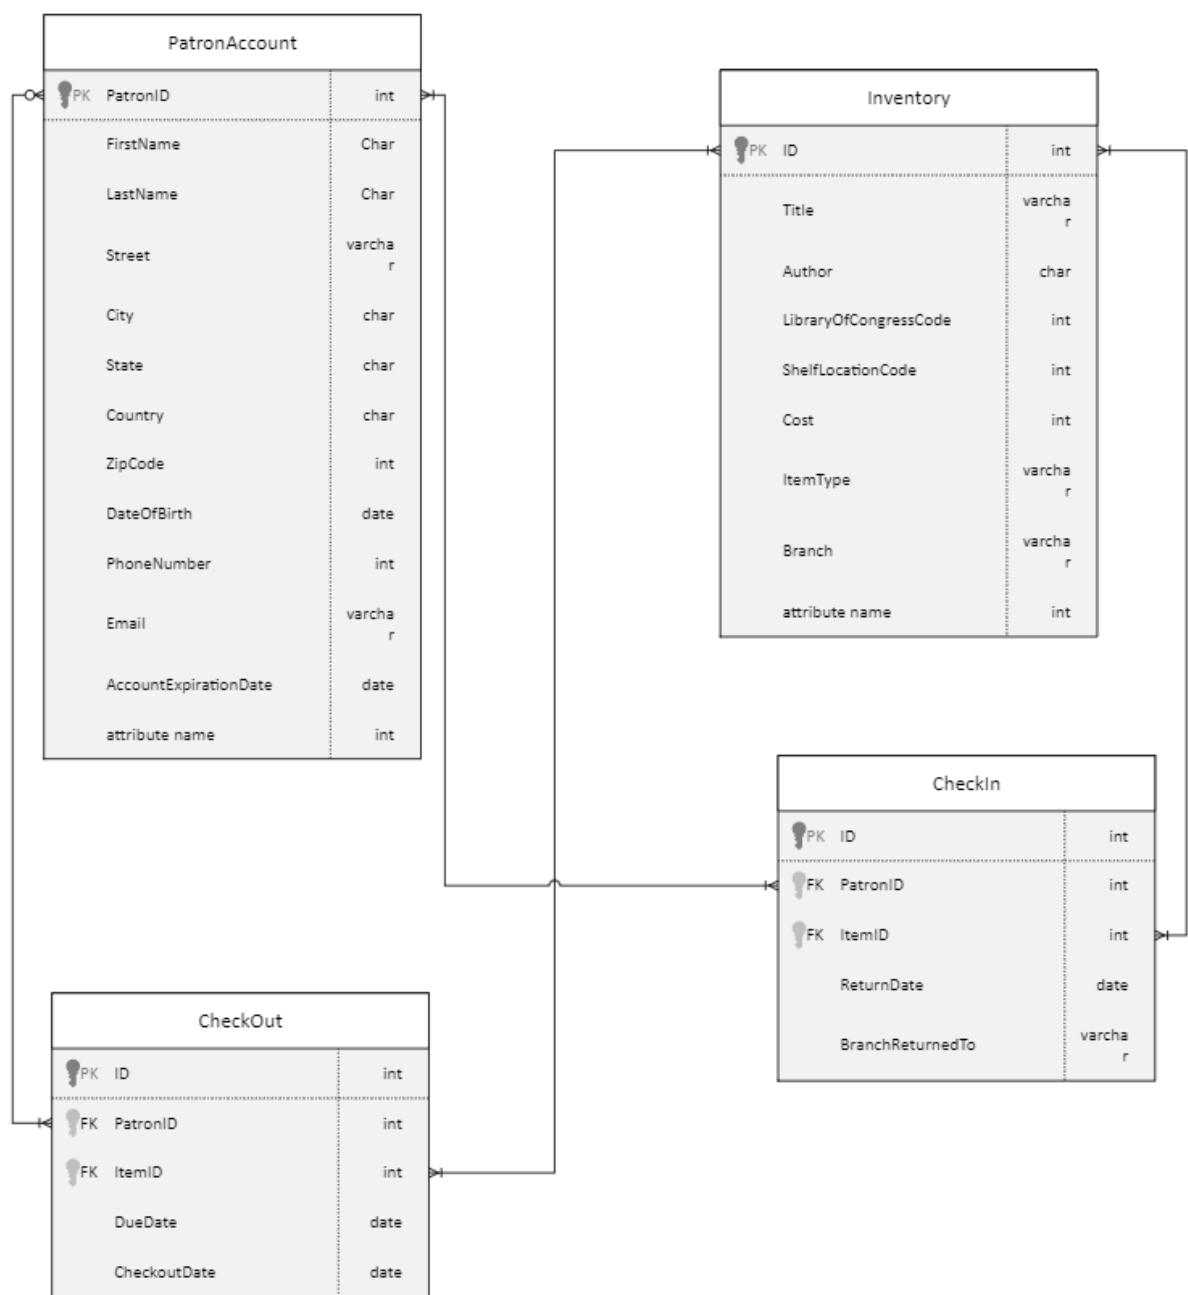 PatronAccount
PK PatronID int
FirstName Char
LastName Char
Street varcha
r
City char
State char
Country char
ZipCode int
DateOfBirth date
PhoneNumber int
Email varcha
r
AccountExpirationDate date
attribute name int
Inventory
PK ID int
Title varcha
r
Author char
LibraryOfCongressCode int
ShelfLocationCode int
Cost int
ItemType varcha
r
Branch varcha
r
attribute name int
CheckIn
PK ID int
FK PatronID int
FK ItemID int
ReturnDate date
BranchReturnedTo varcha
r
CheckOut
PK ID int
FK PatronID int
FK ItemID int
DueDate date
CheckoutDate date